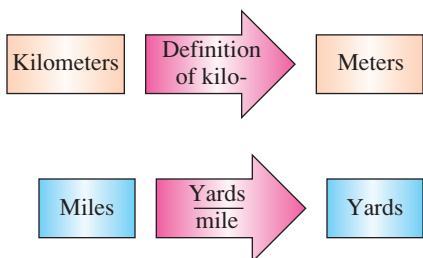 Kilometers
Definition
of kilo-
Meters
Miles
Yards
mile
Yards